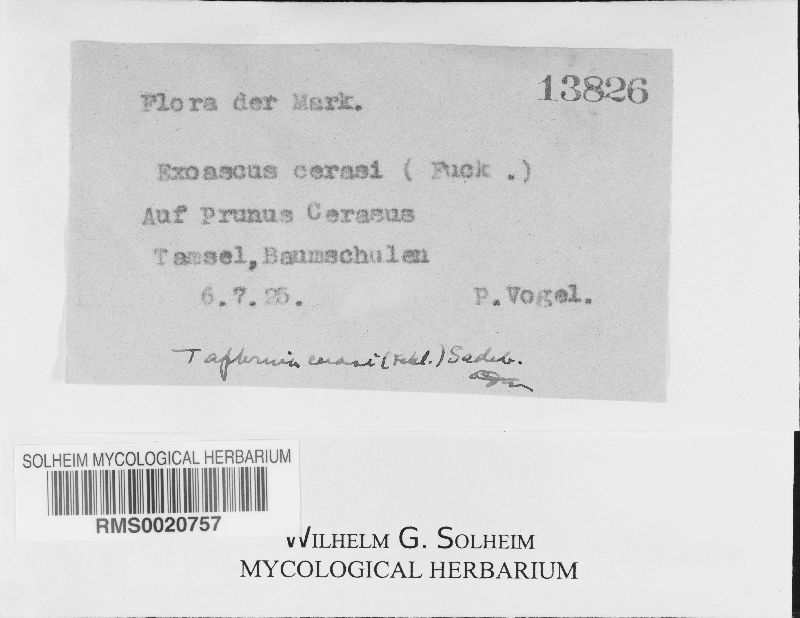 13826
Flora der Mark.
Exoascus cerasi ( Fuck .)
Auf Prunus Cerasus
Tamsel, Baumschulen
6.7.25. P. Vogel.
Taphrina cerasi (Fckl.) Sadeb.
SOLHEIM MYCOLOGICAL HERBARIUM
RMS0020757
WILHELM G. SOLHEIM
MYCOLOGICAL HERBARIUM